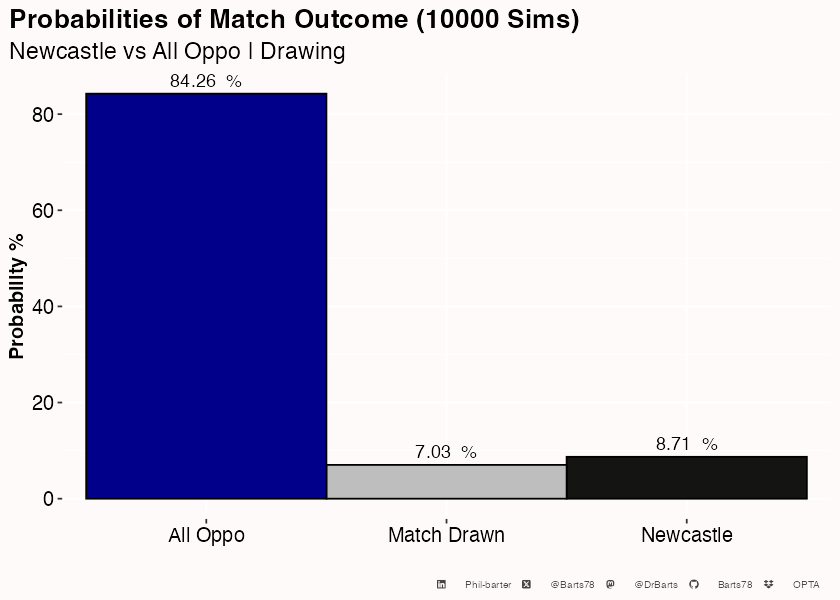 Probabilities of Match Outcome (10000 Sims)
Newcastle vs All Oppo | Drawing
Probability %
80
60
40
20
0
84.26 %
7.03 %
8.71 %
All Oppo
Match Drawn
Newcastle
Phil-barter @Barts78 @DrBarts Barts78 OPTA